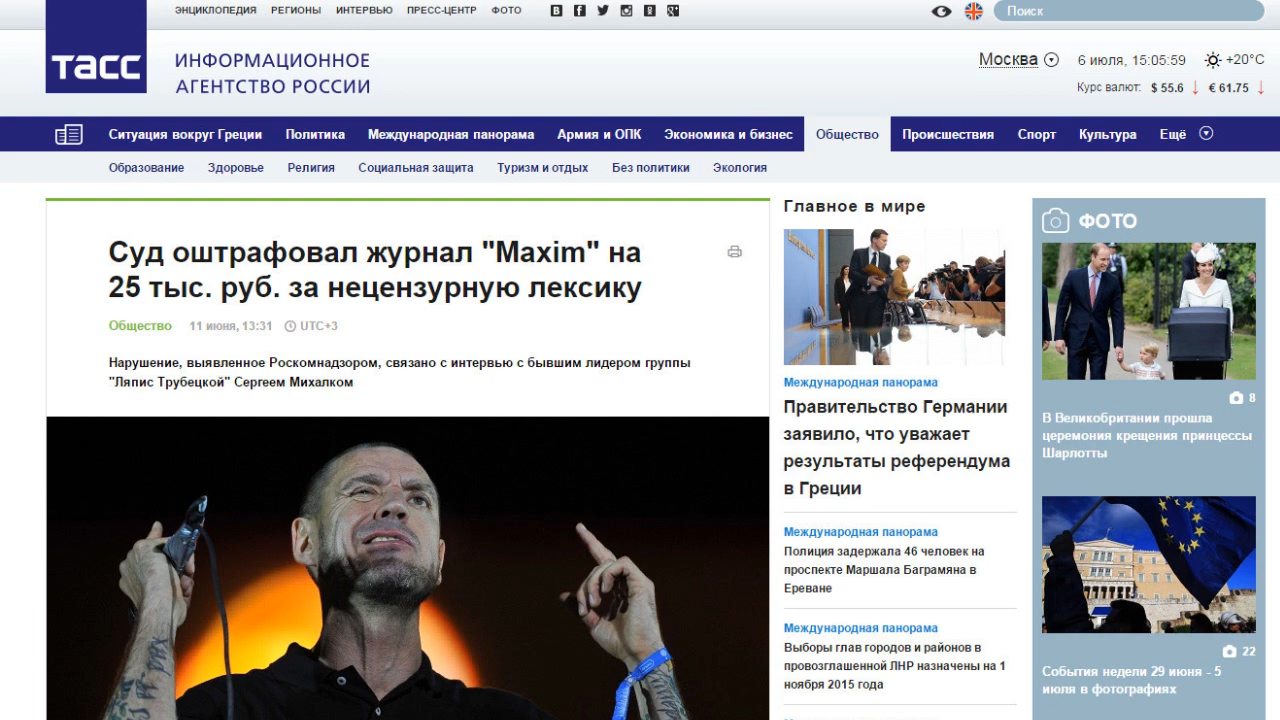 ЭНЦИКЛОПЕДИЯ РЕГИОНЫ ИНТЕРВЬЮ ПРЕСС-ЦЕНТР ФОТО
Поиск
ТАСС
ИНФОРМАЦИОННОЕ
АГЕНТСТВО РОССИИ
Москва 6 июля, 15:05:59 +20°C
Курс валют: $ 55.6 ↓ € 61.75 ↓
Ситуация вокруг Греции Политика Международная панорама Армия и ОПК Экономика и бизнес Общество Происшествия Спорт Культура Ещё
Образование Здоровье Религия Социальная защита Туризм и отдых Без политики Экология
Суд оштрафовал журнал "Maxim" на
25 тыс. руб. за нецензурную лексику
Общество 11 июня, 13:31 UTC+3
Нарушение, выявленное Роскомнадзором, связано с интервью с бывшим лидером группы
"Ляпис Трубецкой" Сергеем Михалком
Главное в мире
Международная панорама
Правительство Германии
заявило, что уважает
результаты референдума
в Греции
Международная панорама
Полиция задержала 46 человек на
проспекте Маршала Баграмяна в
Ереване
Международная панорама
Выборы глав городов и районов в
провозглашенной ЛНР назначены на 1
ноября 2015 года
ФОТО
8
В Великобритании прошла
церемония крещения принцессы
Шарлотты
22
События недели 29 июня - 5
июля в фотографиях